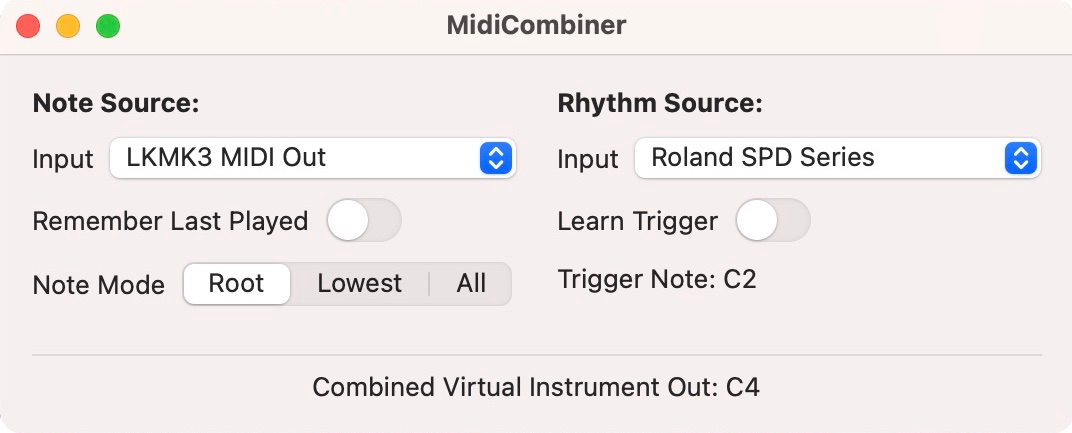 MidiCombiner
Note Source:
Input LKMK3 MIDI Out
Remember Last Played
Note Mode Root Lowest All
Rhythm Source:
Input Roland SPD Series
Learn Trigger
Trigger Note: C2
Combined Virtual Instrument Out: C4